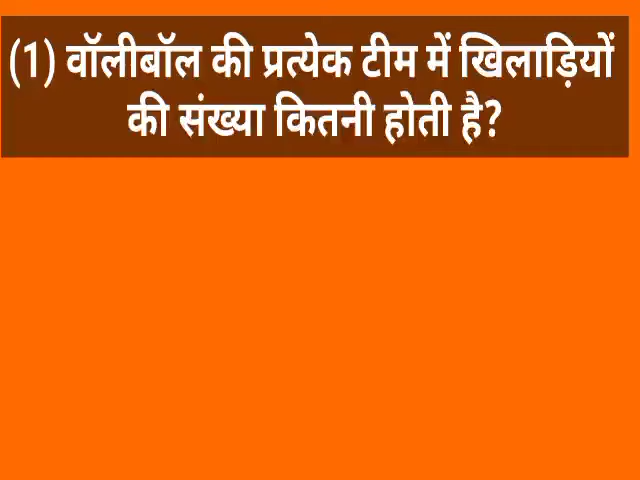 (1) वॉलीबॉल की प्रत्येक टीम में खिलाड़ियों
की संख्या कितनी होती है?